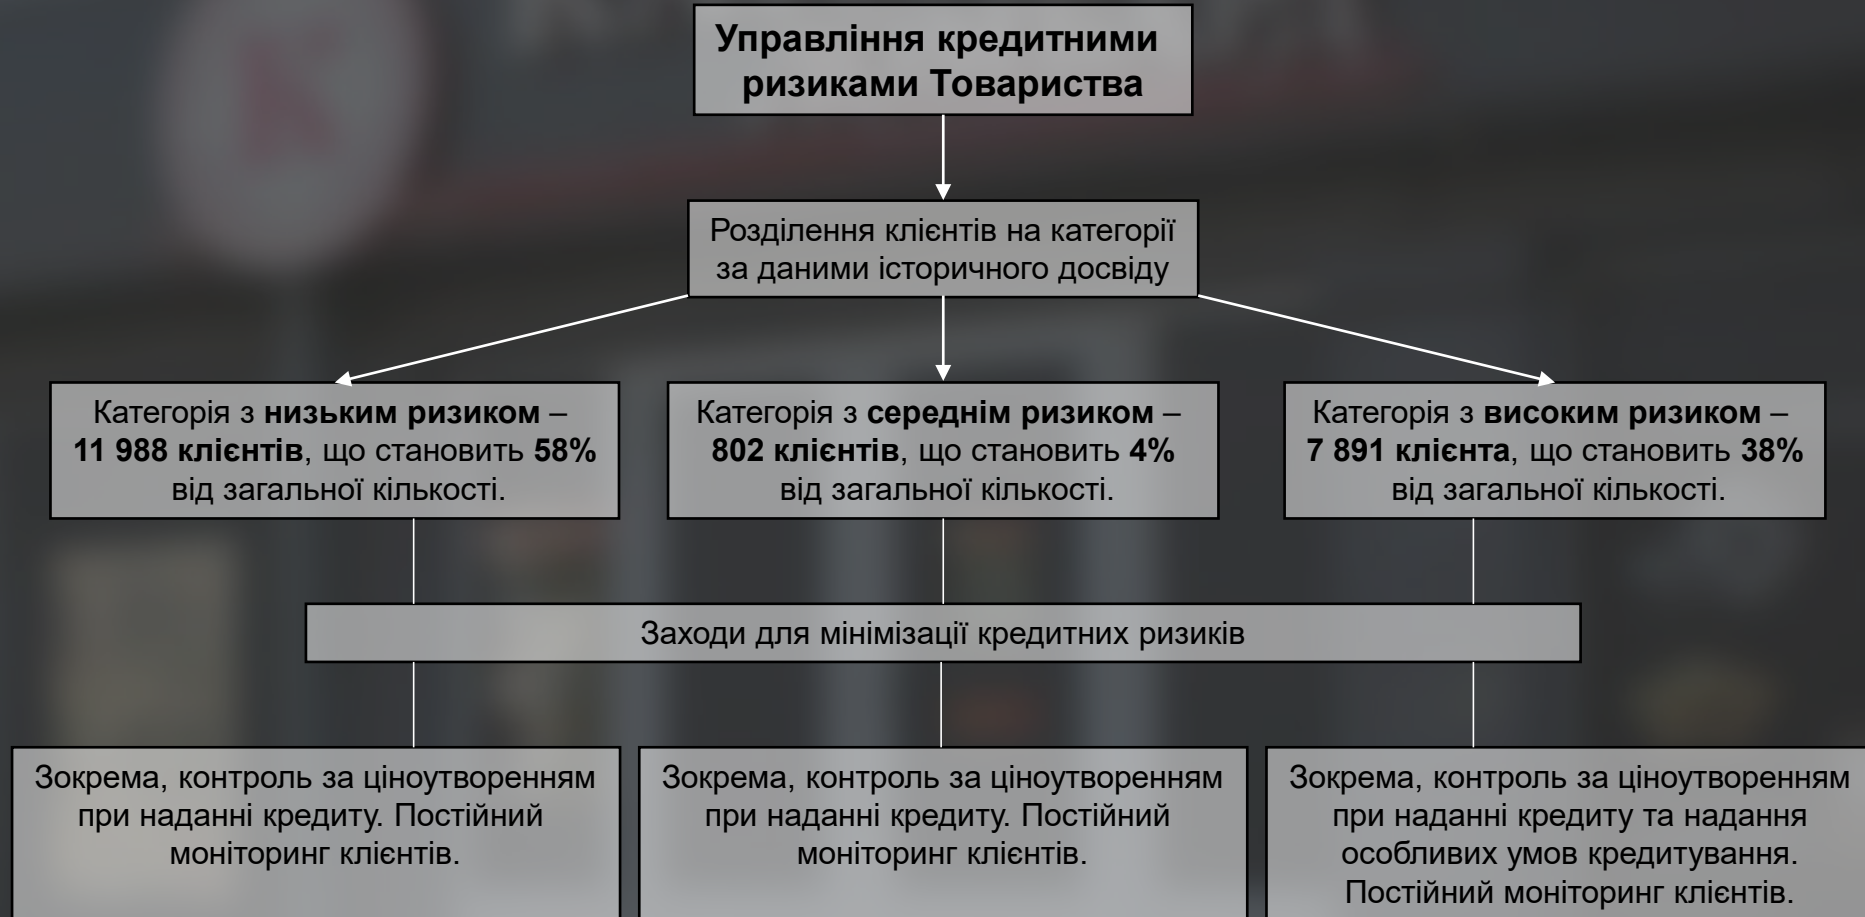 Управління кредитними
ризиками Товариства
Розділення клієнтів на категорії
за даними історичного досвіду
Категорія з низьким ризиком –
11 988 клієнтів, що становить 58%
від загальної кількості.
Категорія з середнім ризиком –
802 клієнтів, що становить 4%
від загальної кількості.
Категорія з високим ризиком –
7 891 клієнта, що становить 38%
від загальної кількості.
Заходи для мінімізації кредитних ризиків
Зокрема, контроль за ціноутворенням
при наданні кредиту. Постійний
моніторинг клієнтів.
Зокрема, контроль за ціноутворенням
при наданні кредиту. Постійний
моніторинг клієнтів.
Зокрема, контроль за ціноутворенням
при наданні кредиту та надання
особливих умов кредитування.
Постійний моніторинг клієнтів.